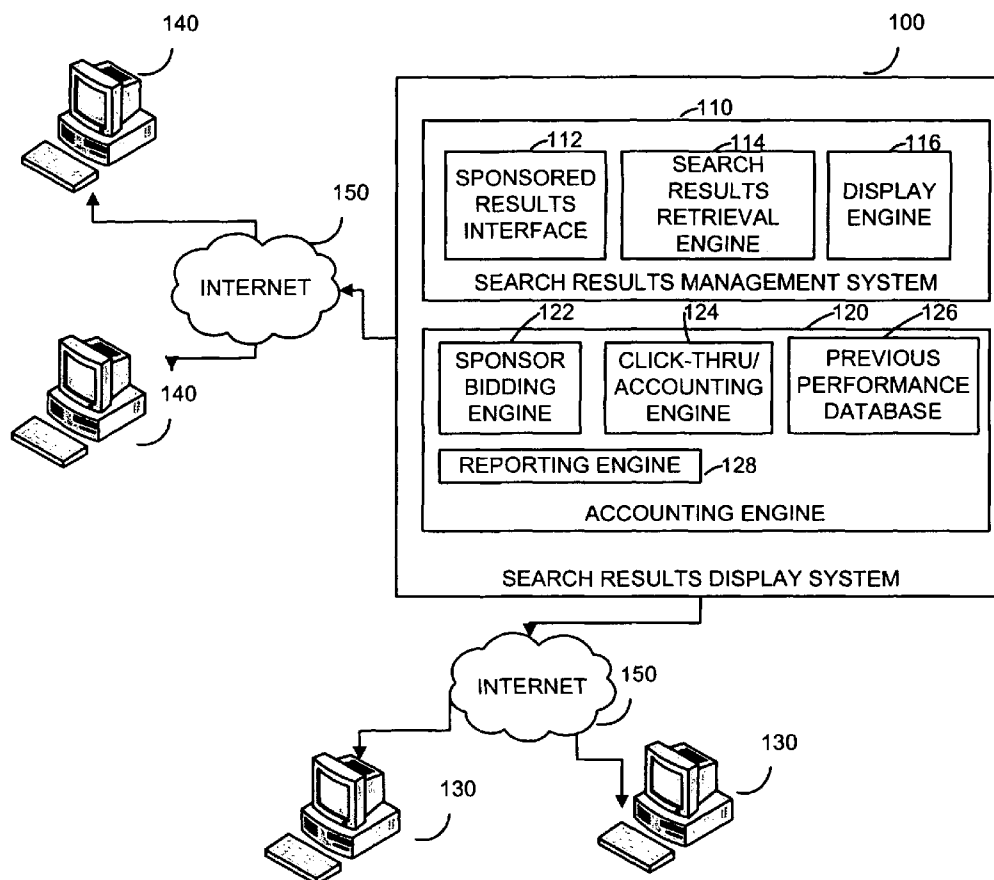 140
100
110
112
114
116
SPONSORED
RESULTS
INTERFACE
SEARCH
RESULTS
RETRIEVAL
ENGINE
DISPLAY
ENGINE
SEARCH RESULTS MANAGEMENT SYSTEM
150
INTERNET
122
124
120
126
SPONSOR
BIDDING
ENGINE
CLICK-THRU/
ACCOUNTING
ENGINE
PREVIOUS
PERFORMANCE
DATABASE
140
REPORTING ENGINE
128
ACCOUNTING ENGINE
SEARCH RESULTS DISPLAY SYSTEM
INTERNET
150
130
130